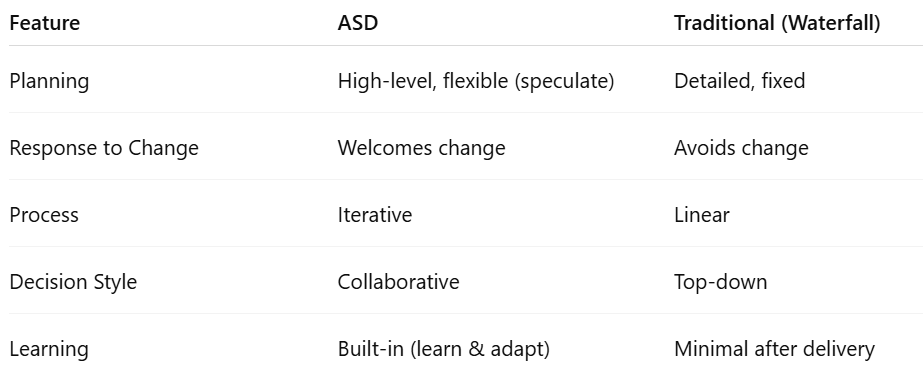 Feature ASD Traditional (Waterfall)
Planning High-level, flexible (speculate) Detailed, fixed
Response to Change Welcomes change Avoids change
Process Iterative Linear
Decision Style Collaborative Top-down
Learning Built-in (learn & adapt) Minimal after delivery